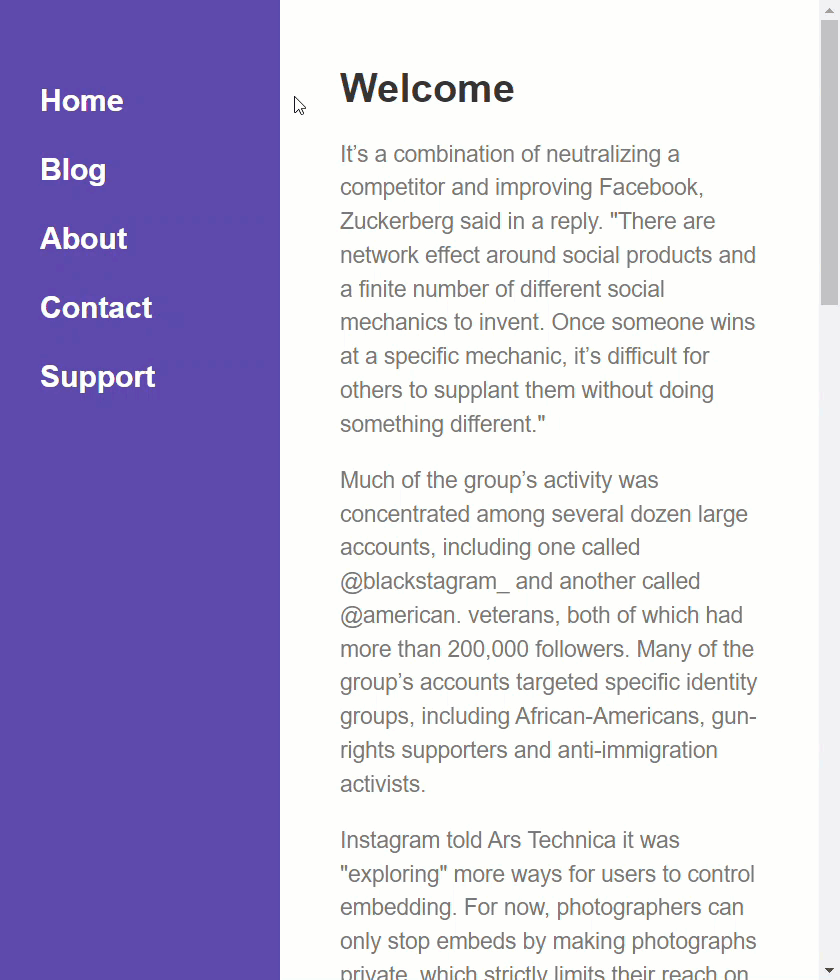 Home
Blog
About
Contact
Support
Welcome
It’s a combination of neutralizing a
competitor and improving Facebook,
Zuckerberg said in a reply. "There are
network effect around social products and
a finite number of different social
mechanics to invent. Once someone wins
at a specific mechanic, it’s difficult for
others to supplant them without doing
something different."
Much of the group’s activity was
concentrated among several dozen large
accounts, including one called
@blackstagram_ and another called
@american. veterans, both of which had
more than 200,000 followers. Many of the
group’s accounts targeted specific identity
groups, including African-Americans, gun-
rights supporters and anti-immigration
activists.
Instagram told Ars Technica it was
"exploring" more ways for users to control
embedding. For now, photographers can
only stop embeds by making photographs
private, which strictly limits their reach on